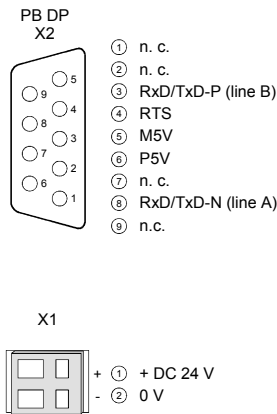 PB DP
X2
① n. c.
② n. c.
③ RxD/TxD-P (line B)
④ RTS
⑤ M5V
⑥ P5V
⑦ n. c.
⑧ RxD/TxD-N (line A)
⑨ n.c.
5
9
4
8
3
7
2
6
1
X1
+ ① + DC 24 V
- ② 0 V